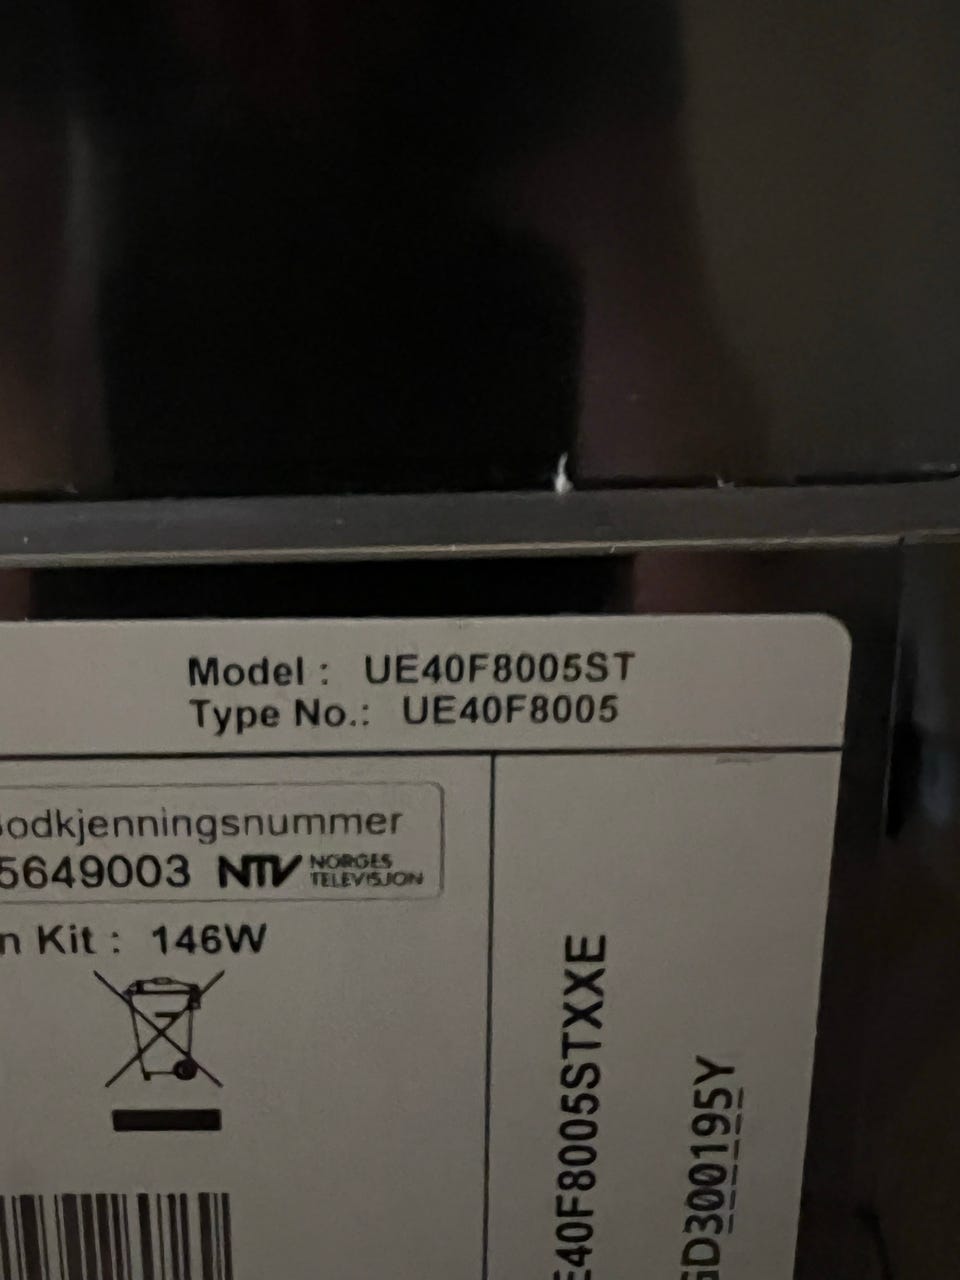 Model : UE40F8005ST
Type No.: UE40F8005
odkjenningsnummer
5649003 NTV NORGES
TELEVISJON
n Kit : 146W
E40F8005STXXE
GD300195Y